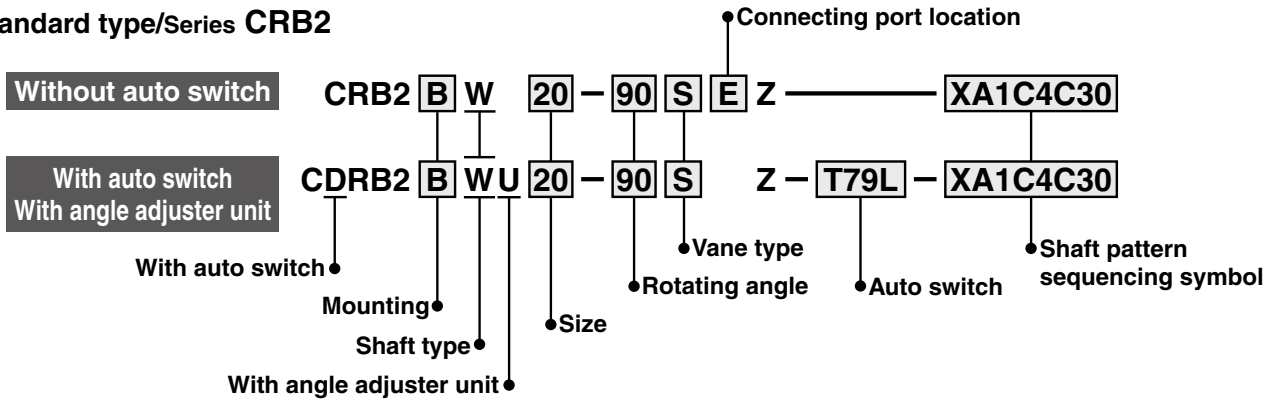 andard type/Series CRB2
Connecting port location
Without auto switch CRB2 B W 20 – 90 S E Z – XA1C4C30
With auto switch
With angle adjuster unit
CDRB2 B W U 20 – 90 S Z – T79L – XA1C4C30
With auto switch
Vane type
Shaft pattern
sequencing symbol
Mounting
Rotating angle
Auto switch
Size
Shaft type
With angle adjuster unit